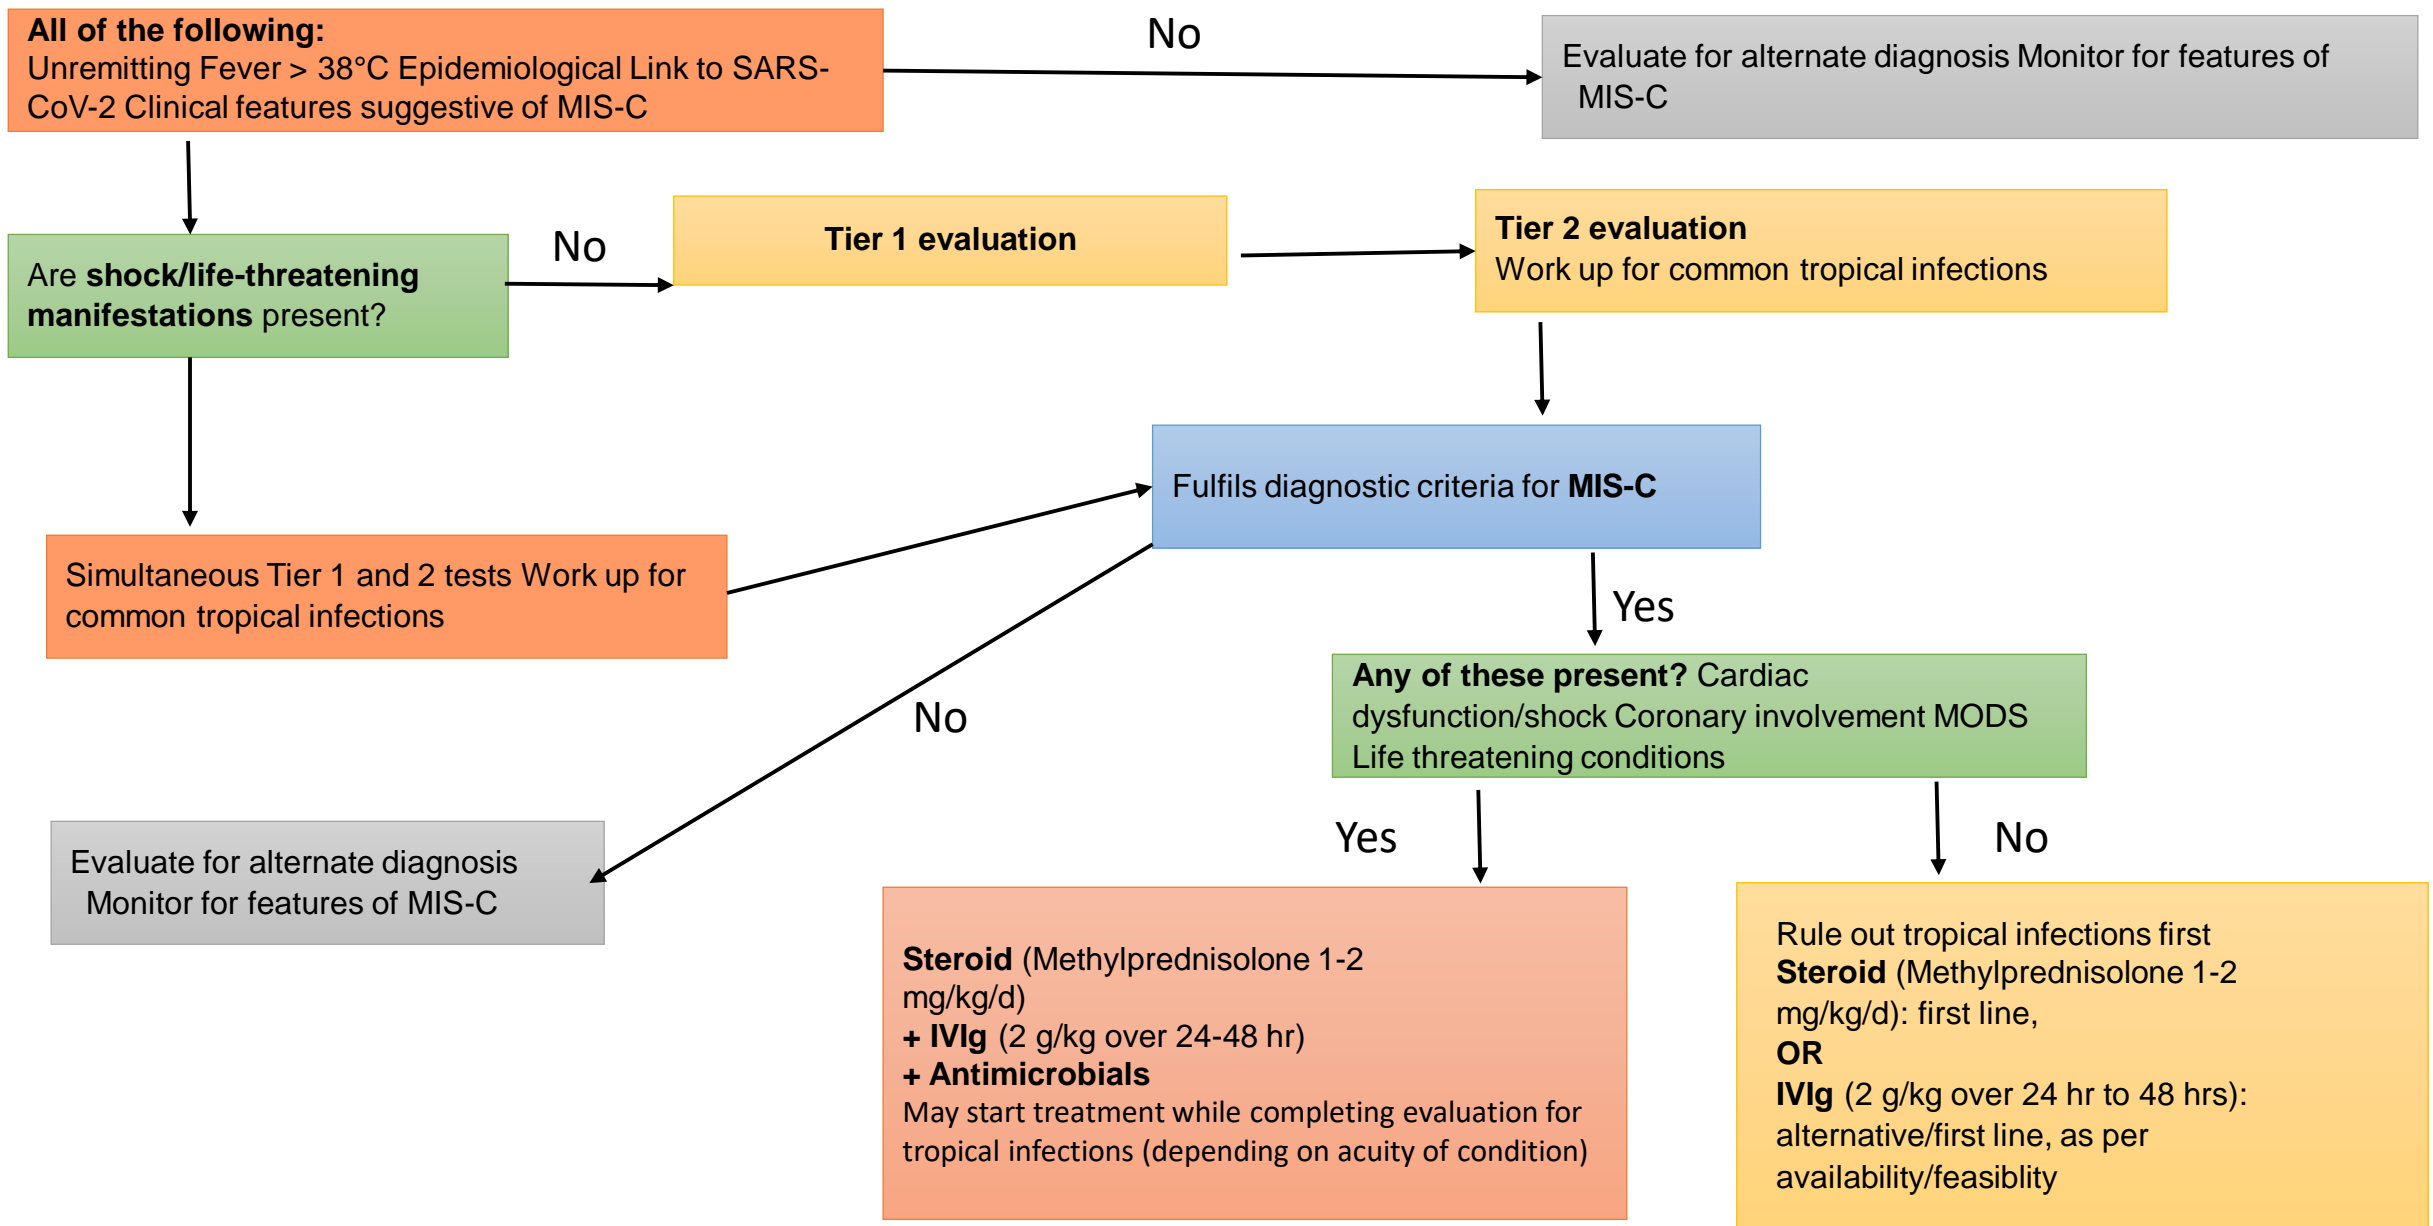 All of the following:
Unremitting Fever > 38°C Epidemiological Link to SARS-
CoV-2 Clinical features suggestive of MIS-C
No
Evaluate for alternate diagnosis Monitor for features of
MIS-C
Are shock/life-threatening
manifestations present?
No
Tier 1 evaluation
Tier 2 evaluation
Work up for common tropical infections
Fulfils diagnostic criteria for MIS-C
Simultaneous Tier 1 and 2 tests Work up for
common tropical infections
Yes
Any of these present? Cardiac
dysfunction/shock Coronary involvement MODS
Life threatening conditions
No
Evaluate for alternate diagnosis
Monitor for features of MIS-C
Yes
No
Steroid (Methylprednisolone 1-2
mg/kg/d)
+ IVIg (2 g/kg over 24-48 hr)
+ Antimicrobials
May start treatment while completing evaluation for
tropical infections (depending on acuity of condition)
Rule out tropical infections first
Steroid (Methylprednisolone 1-2
mg/kg/d): first line,
OR
IVIg (2 g/kg over 24 hr to 48 hrs):
alternative/first line, as per
availability/feasiblity